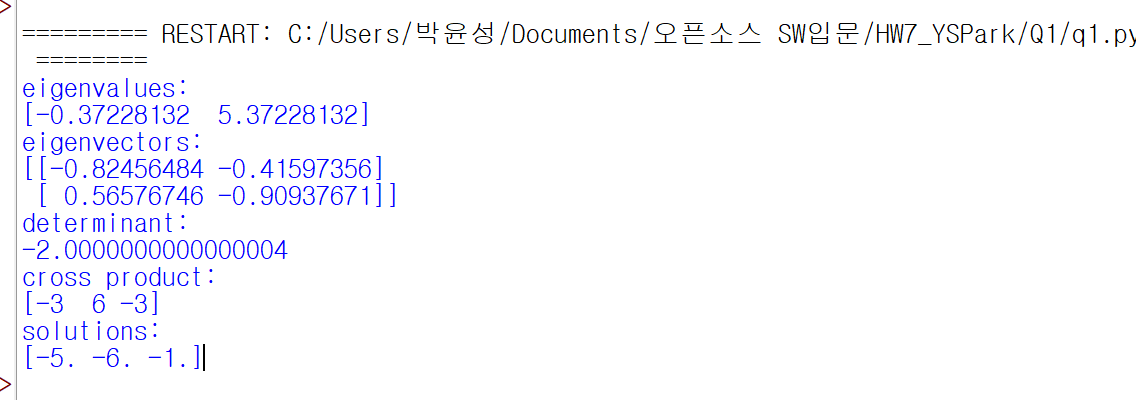 ========= RESTART: C:/Users/박윤성/Documents/오픈소스 SW입문/HW7_YSPark/Q1/q1.py
========
eigenvalues:
[-0.37228132  5.37228132]
eigenvectors:
[[-0.82456484 -0.41597356]
 [ 0.56576746 -0.90937671]]
determinant:
-2.0000000000000004
cross product:
[-3  6 -3]
solutions:
[-5. -6. -1.]